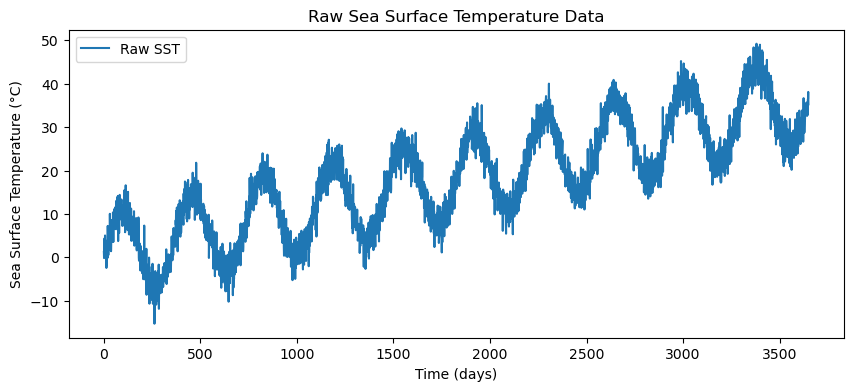 Raw Sea Surface Temperature Data
Raw SST
Sea Surface Temperature (°C)
50
40
30
20
10
0
−10
0 500 1000 1500 2000 2500 3000 3500
Time (days)